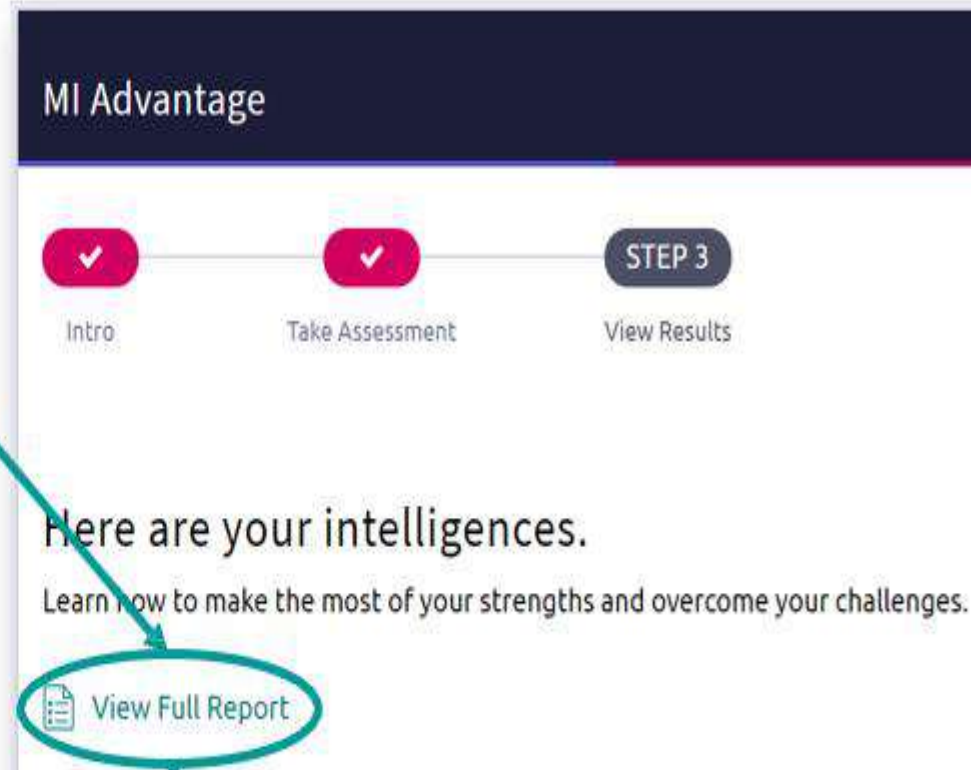 MI Advantage
STEP 3
Intro Take Assessment View Results
Here are your intelligences.
Learn how to make the most of your strengths and overcome your challenges.
View Full Report